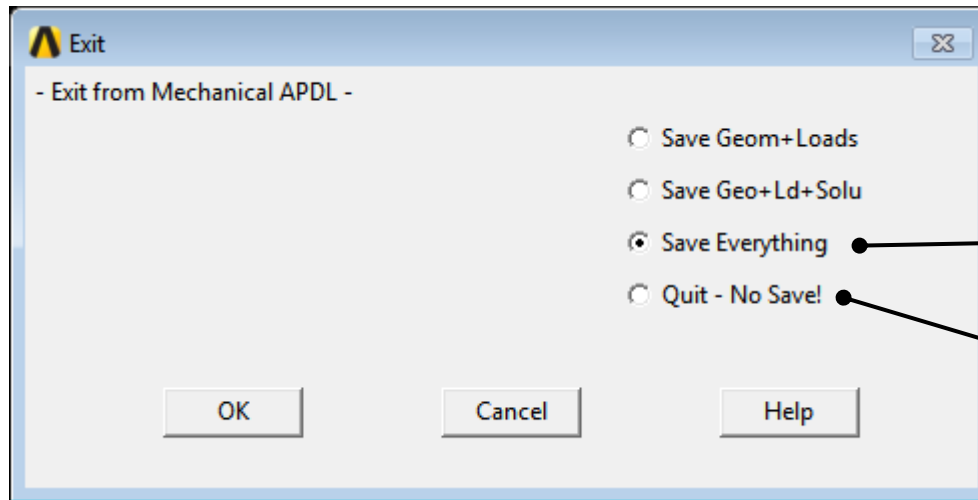 Exit
- Exit from Mechanical APDL -
Save Geom+Loads
Save Geo+Ld+Solu
Save Everything
Quit - No Save!
OK Cancel Help